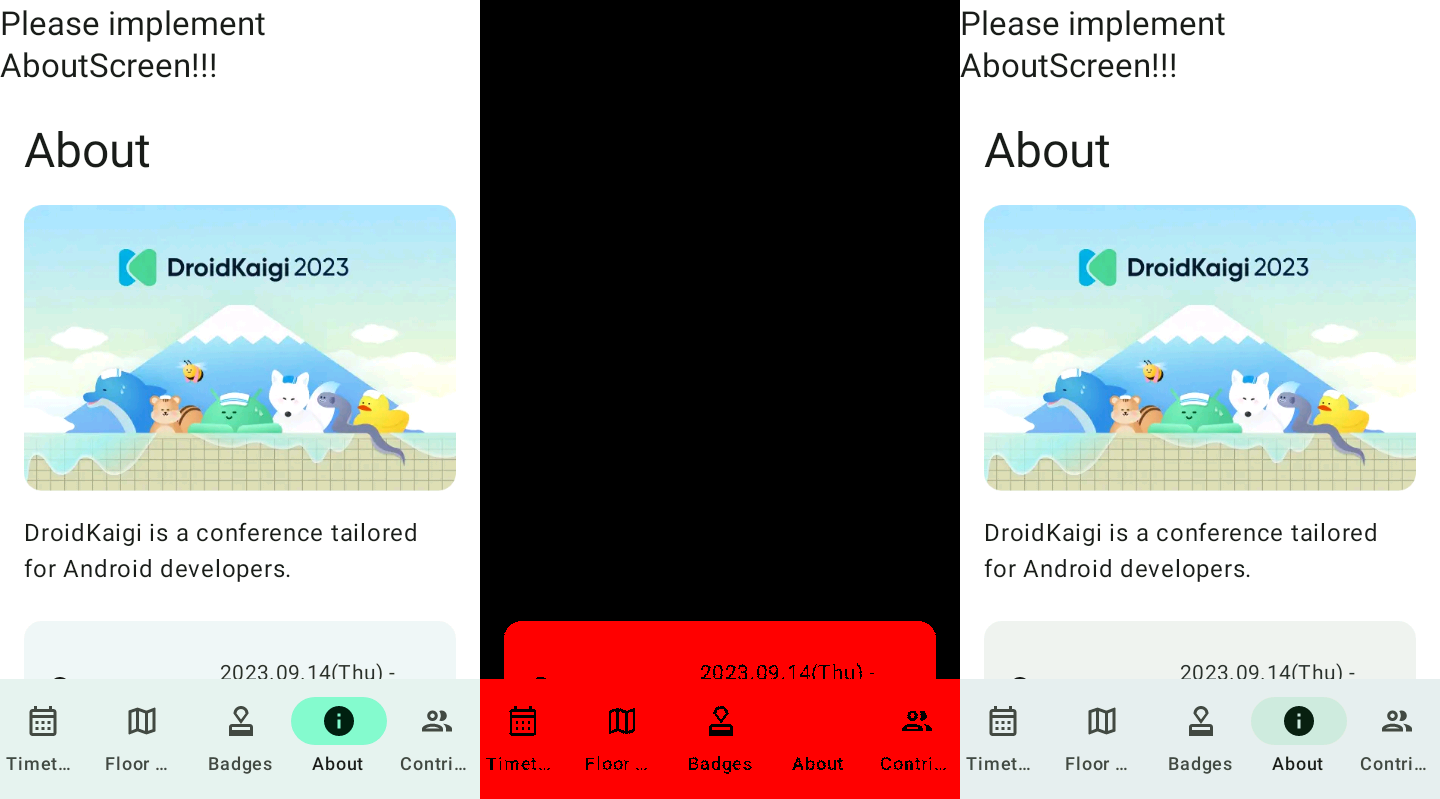 Please implement
AboutScreen!!!
About
DroidKaigi 2023
DroidKaigi is a conference tailored
for Android developers.
2023.09.14(Thu) -
Timet… Floor … Badges About Contri…
2023.09.14(Thu) -
Timet… Floor … Badges About Contri…
Please implement
AboutScreen!!!
About
DroidKaigi 2023
DroidKaigi is a conference tailored
for Android developers.
2023.09.14(Thu) -
Timet… Floor … Badges About Contri…